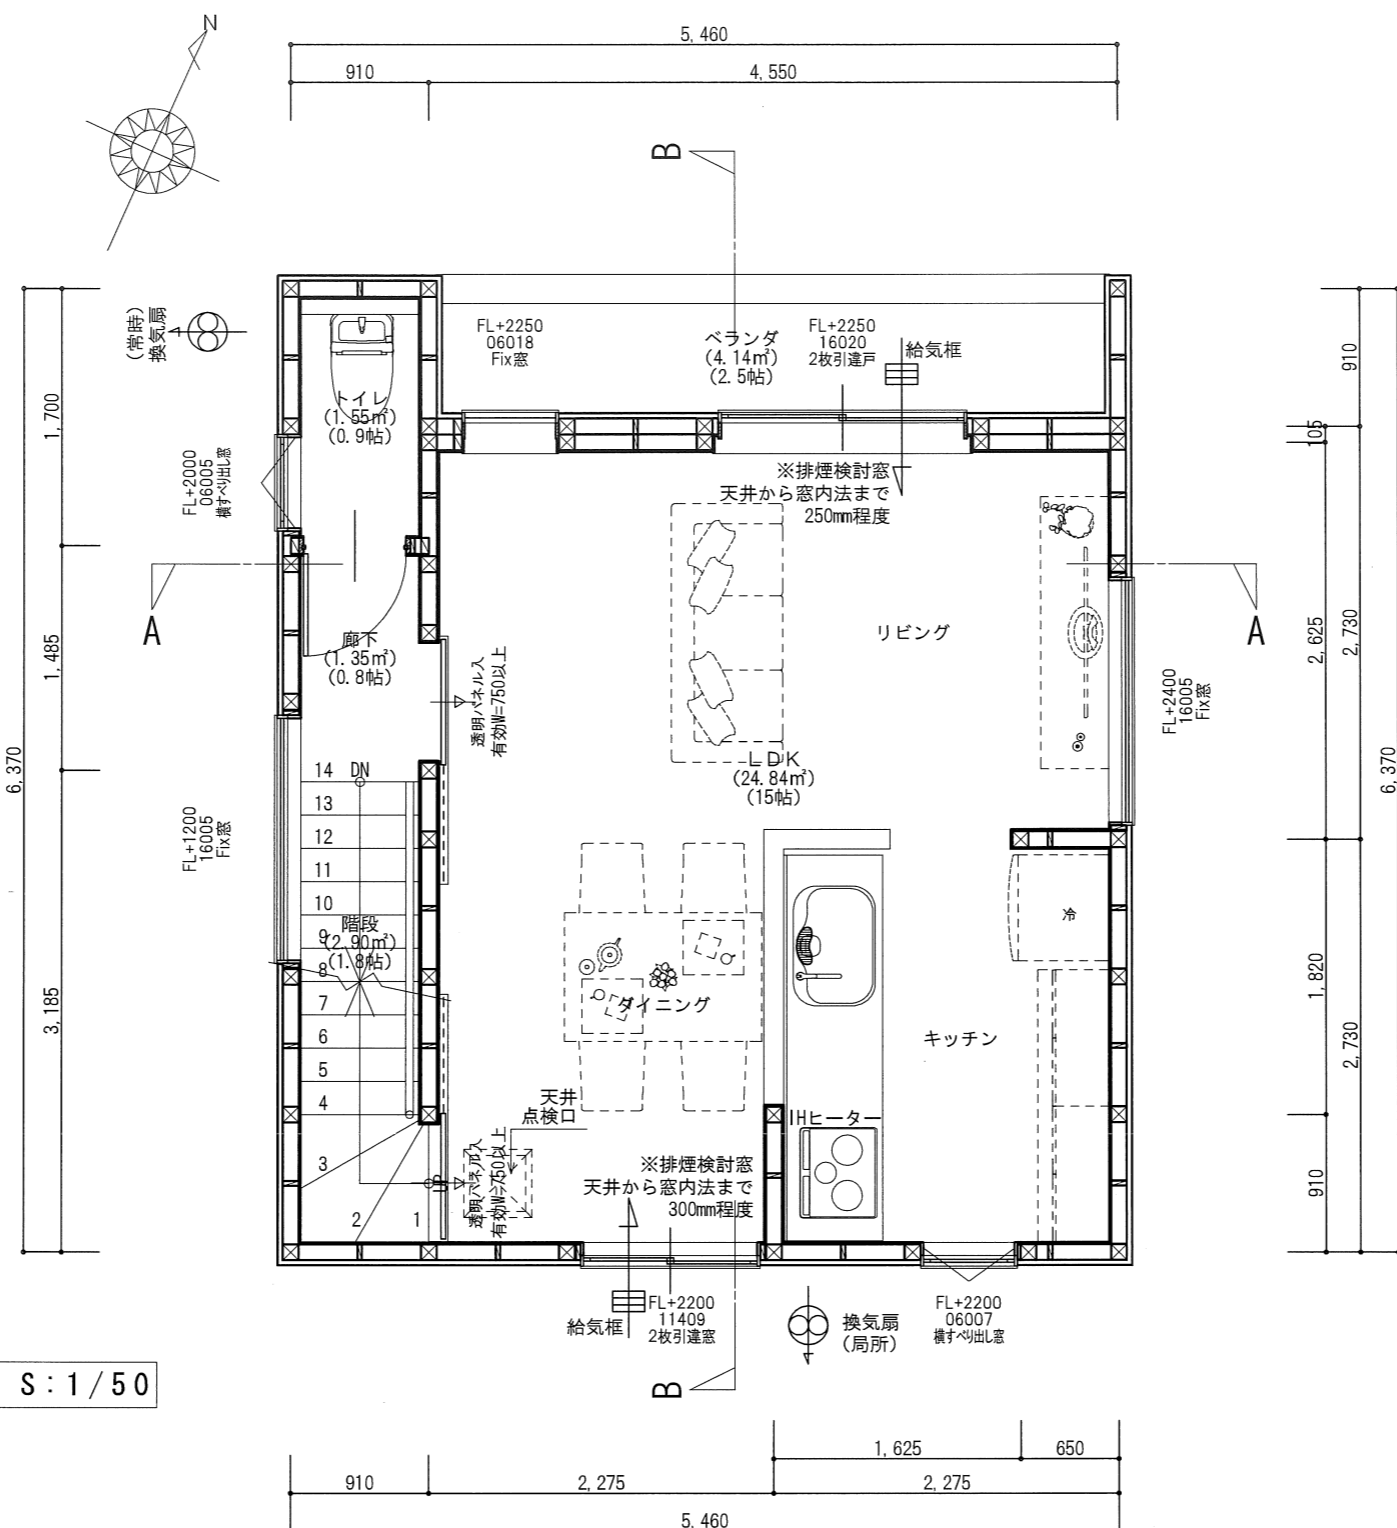 N
5,460
910
4,550
B
(常時)
換気扇
FL+2250
06018
Fix窓
ベランダ
(4.14㎡)
(2.5帖)
FL+2250
16020
2枚引違戸
給気框
910
1,700
トイレ
(1.55㎡)
(0.9帖)
105
FL+2000
06005
横すべり出し窓
※排煙検討窓
天井から窓内法まで
250mm程度
A
A
廊下
(1.35㎡)
(0.8帖)
リビング
2,625
2,730
1,485
透明パネル入
有効W=750以上
FL+2400
16005
Fix窓
LDK
(24.84㎡)
(15帖)
6,370
6,370
14 DN
13
12
11
10
9
8
7
6
5
4
3
2
1
FL+1200
16005
Fix窓
階段
(2.90㎡)
(1.8帖)
冷
1,820
3,185
ダイニング
キッチン
2,730
天井
点検口
IHヒーター
UP
透明パネル入
有効W=750以上
※排煙検討窓
天井から窓内法まで
300mm程度
910
給気框
FL+2200
11409
2枚引違窓
換気扇
(局所)
FL+2200
06007
横すべり出し窓
S:1/50
B
1,625
650
910
2,275
2,275
5,460